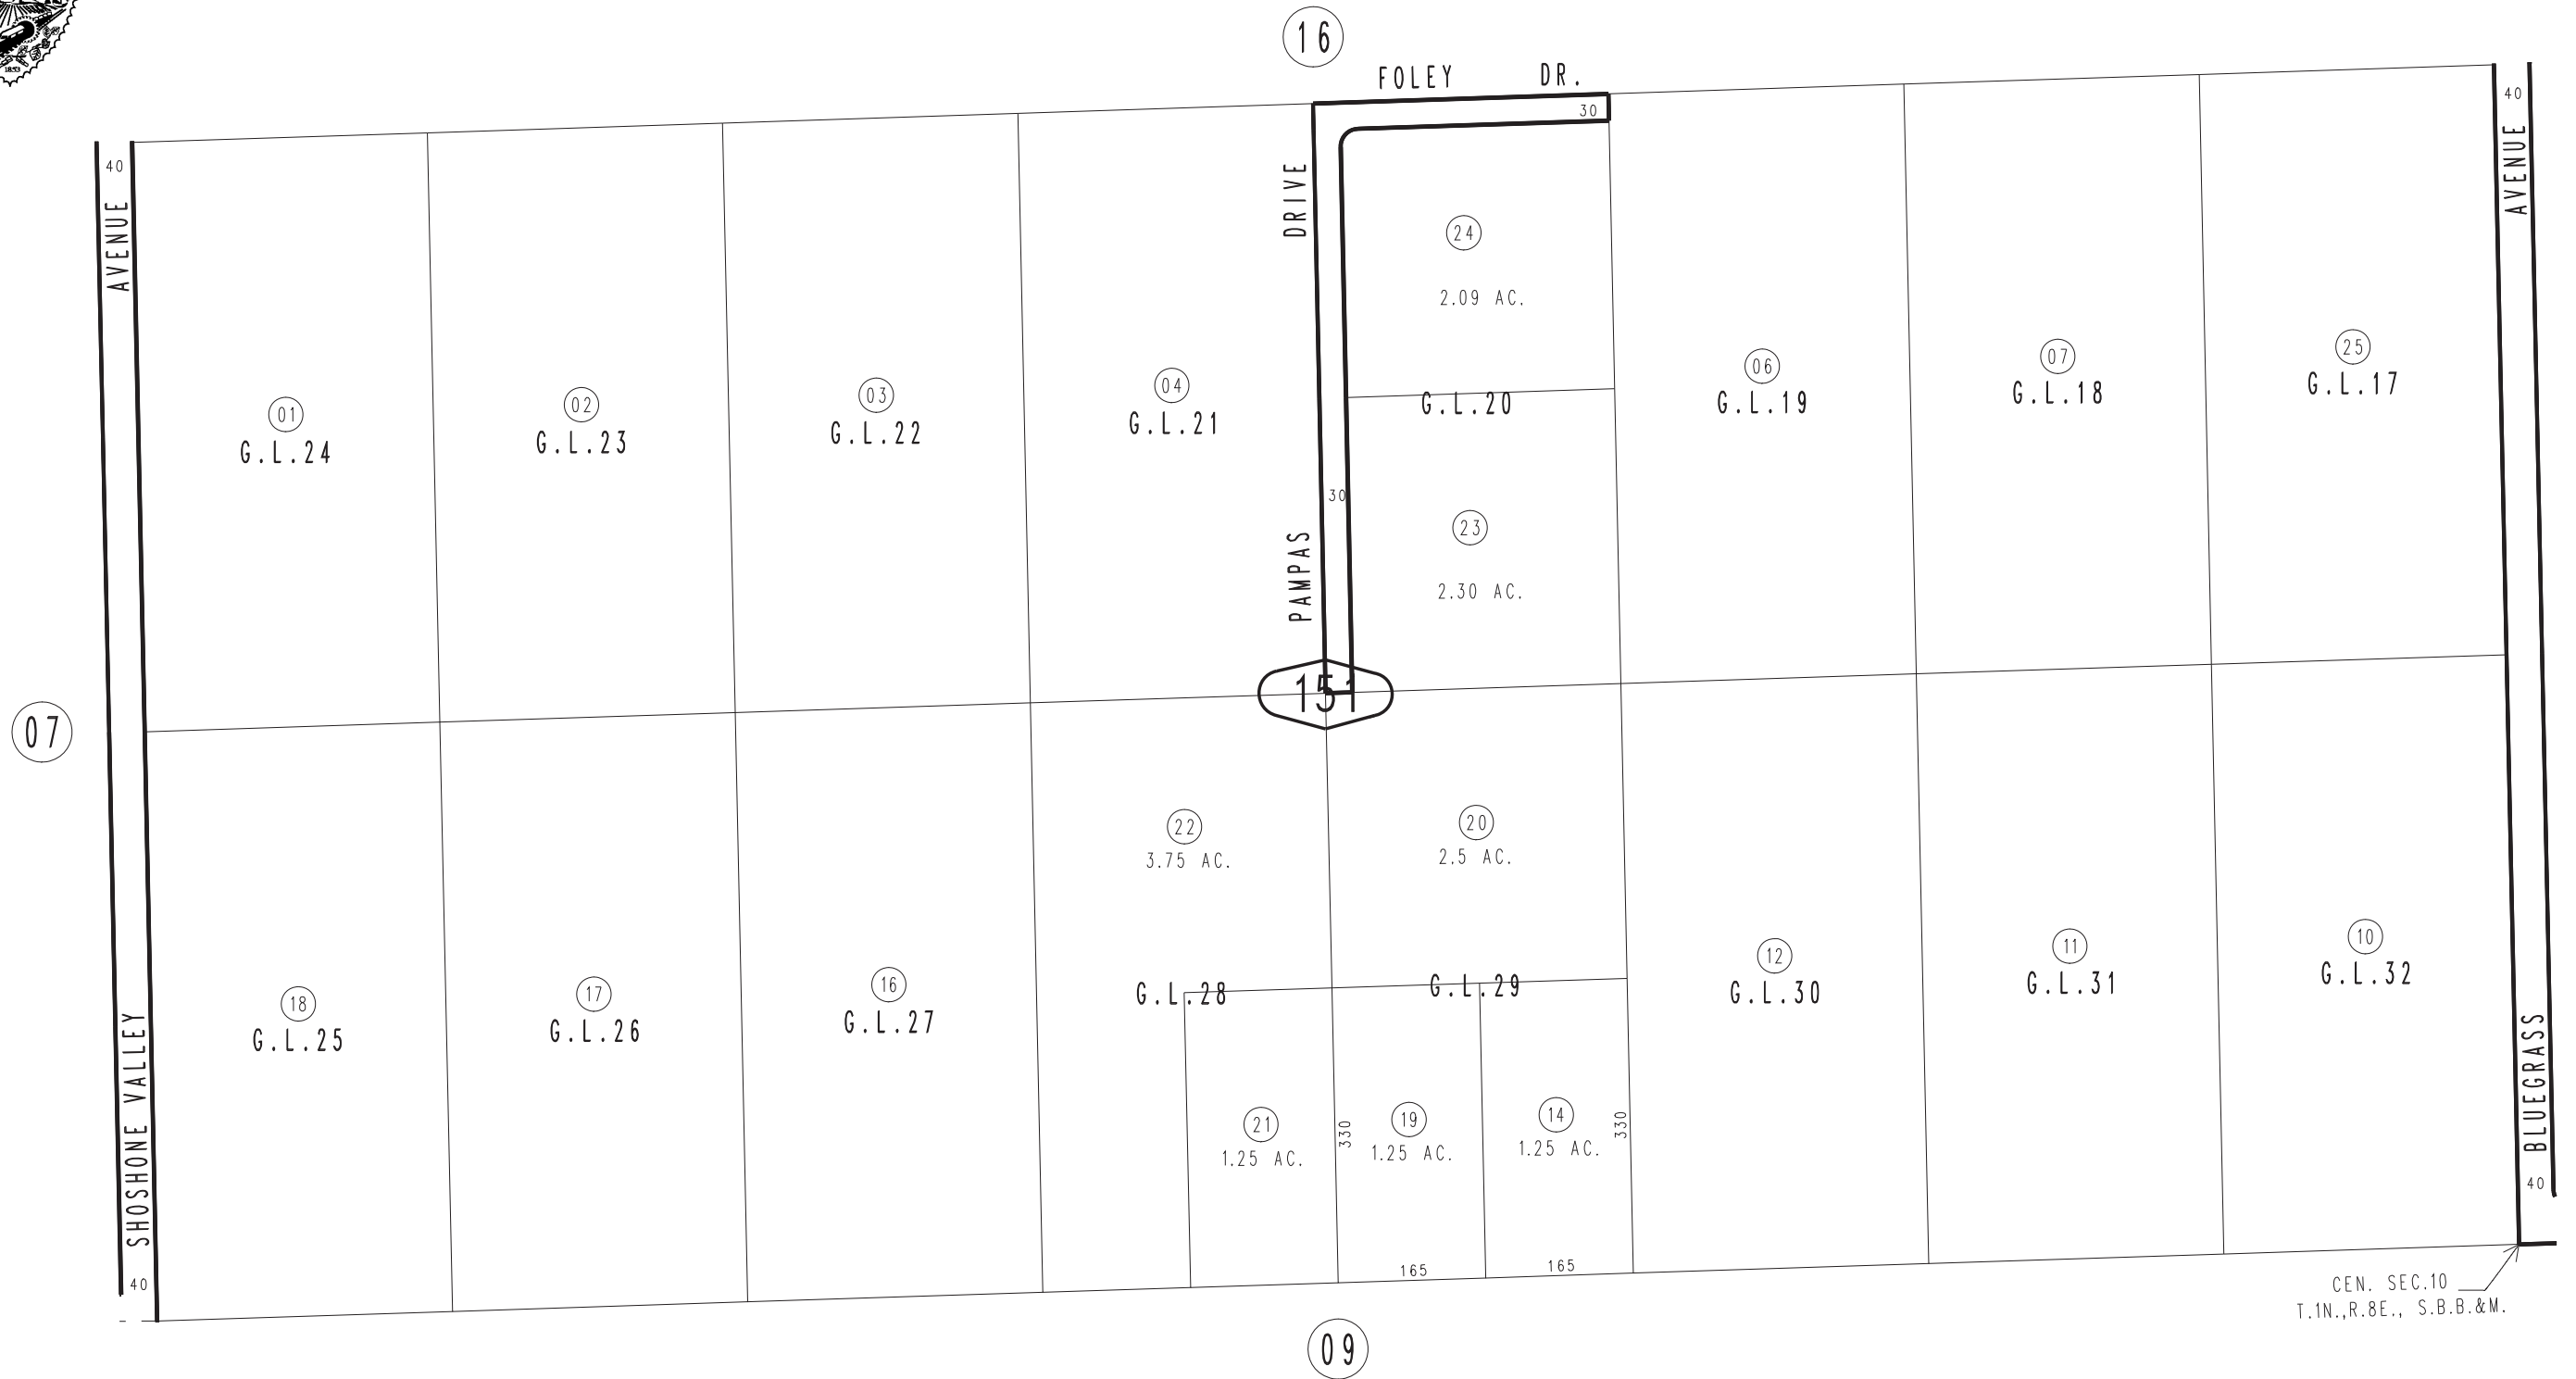 16
FOLEY DR.
30
40
AVENUE
40
AVENUE
DRIVE
24
2.09 AC.
01
G.L.24
02
G.L.23
03
G.L.22
04
G.L.21
G.L.20
06
G.L.19
07
G.L.18
25
G.L.17
30
PAMPAS
23
2.30 AC.
151
07
22
3.75 AC.
20
2.5 AC.
18
G.L.25
17
G.L.26
16
G.L.27
G.L.28
G.L.29
12
G.L.30
11
G.L.31
10
G.L.32
21
1.25 AC.
330
19
1.25 AC.
14
1.25 AC.
330
SHOSHONE VALLEY
40
BLUEGRASS
40
165
165
CEN. SEC.10
T.1N.,R.8E., S.B.B.&M.
09
1853